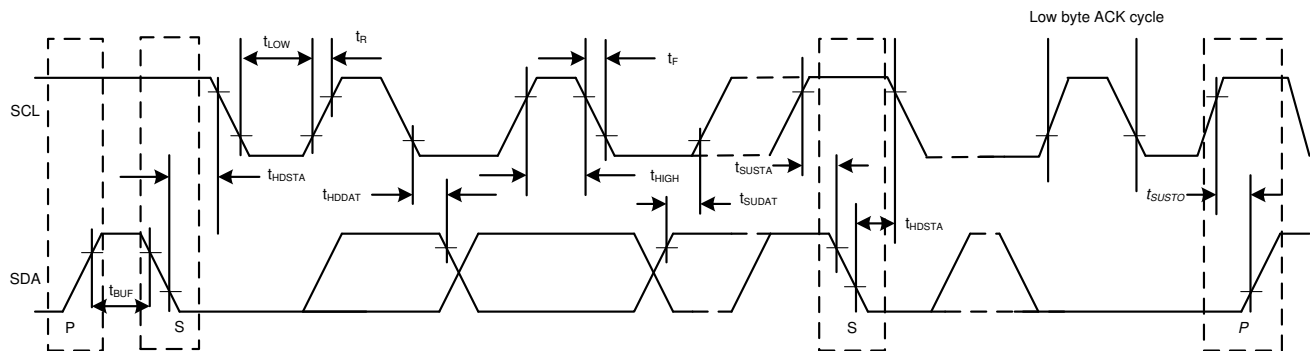 Low byte ACK cycle
tLOW
tR
tF
SCL
tHDSTA
tHDDAT
tHIGH
tSUDAT
tSUSTA
tHDSTA
tSUSTO
SDA
tBUF
P
S
S
P